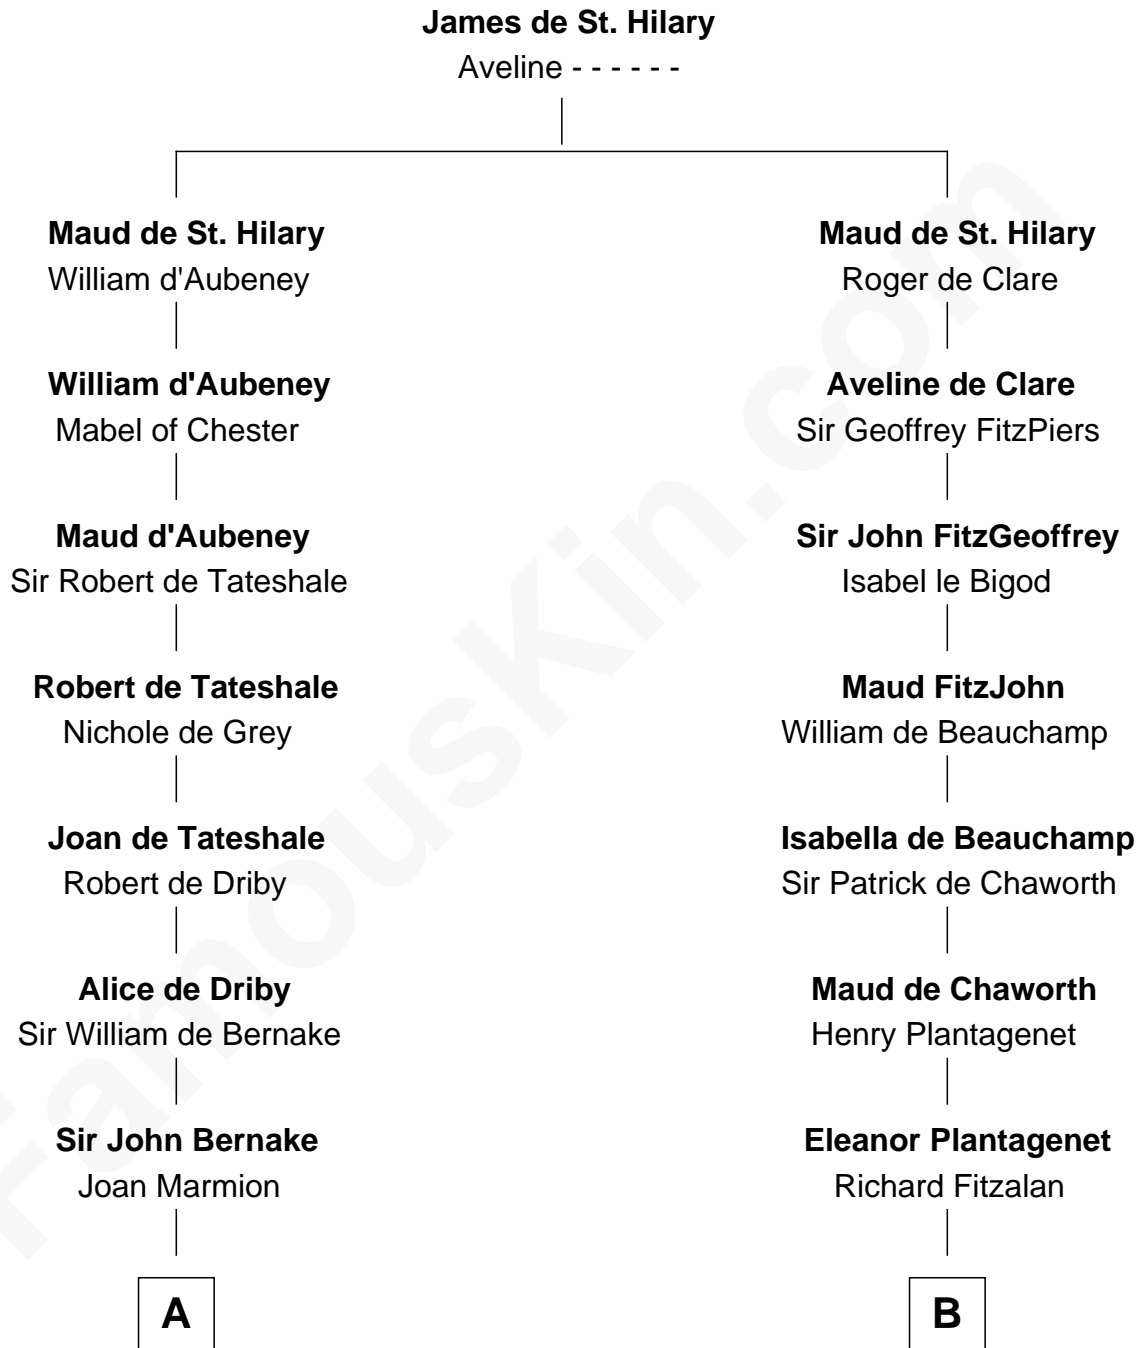 James de St. Hilary
Aveline - - - - - -
Maud de St. Hilary
William d'Aubeney
William d'Aubeney
Mabel of Chester
Maud d'Aubeney
Sir Robert de Tateshale
Robert de Tateshale
Nichole de Grey
Joan de Tateshale
Robert de Driby
Alice de Driby
Sir William de Bernake
Sir John Bernake
Joan Marmion
A
Maud de St. Hilary
Roger de Clare
Aveline de Clare
Sir Geoffrey FitzPiers
Sir John FitzGeoffrey
Isabel le Bigod
Maud FitzJohn
William de Beauchamp
Isabella de Beauchamp
Sir Patrick de Chaworth
Maud de Chaworth
Henry Plantagenet
Eleanor Plantagenet
Richard Fitzalan
B
FamousKin.com